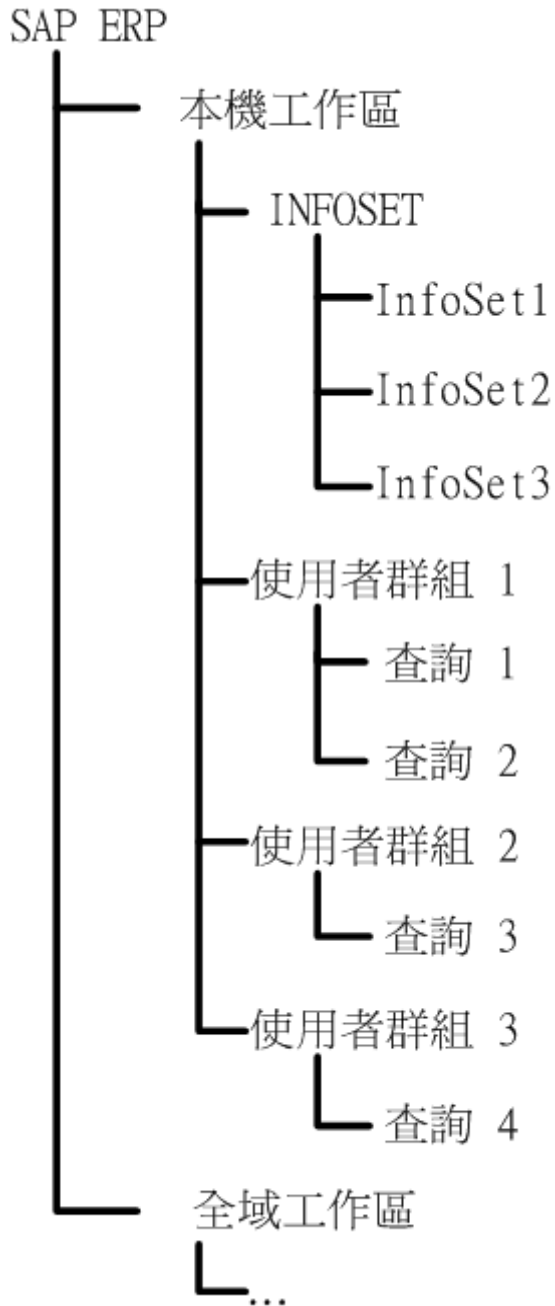 SAP ERP
本機工作區
INFOSET
InfoSet1
InfoSet2
InfoSet3
使用者群組 1
查詢 1
查詢 2
使用者群組 2
查詢 3
使用者群組 3
查詢 4
全域工作區
...